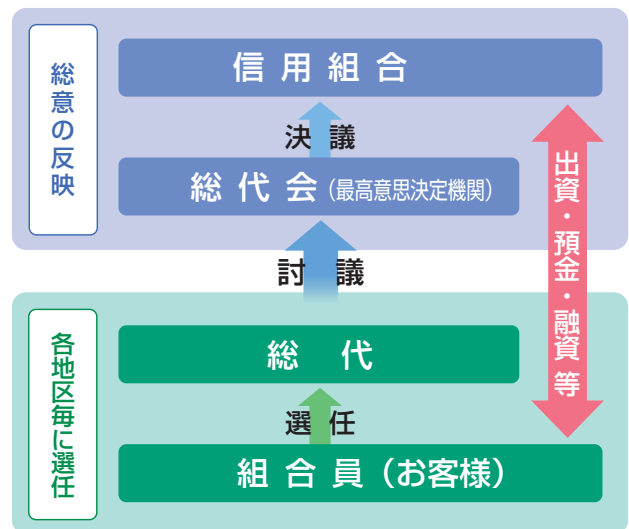 総意の反映
信用組合
決議
総代会（最高意思決定機関）
討議
出資・預金・融資 等
各地区毎に選任
総代
選任
組合員（お客様）